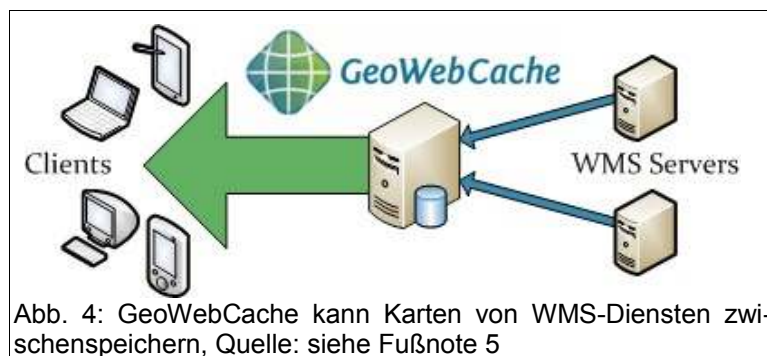 GeoWebCache
Clients
WMS Servers
Abb. 4: GeoWebCache kann Karten von WMS-Diensten zwi-
schenspeichern, Quelle: siehe Fußnote 5